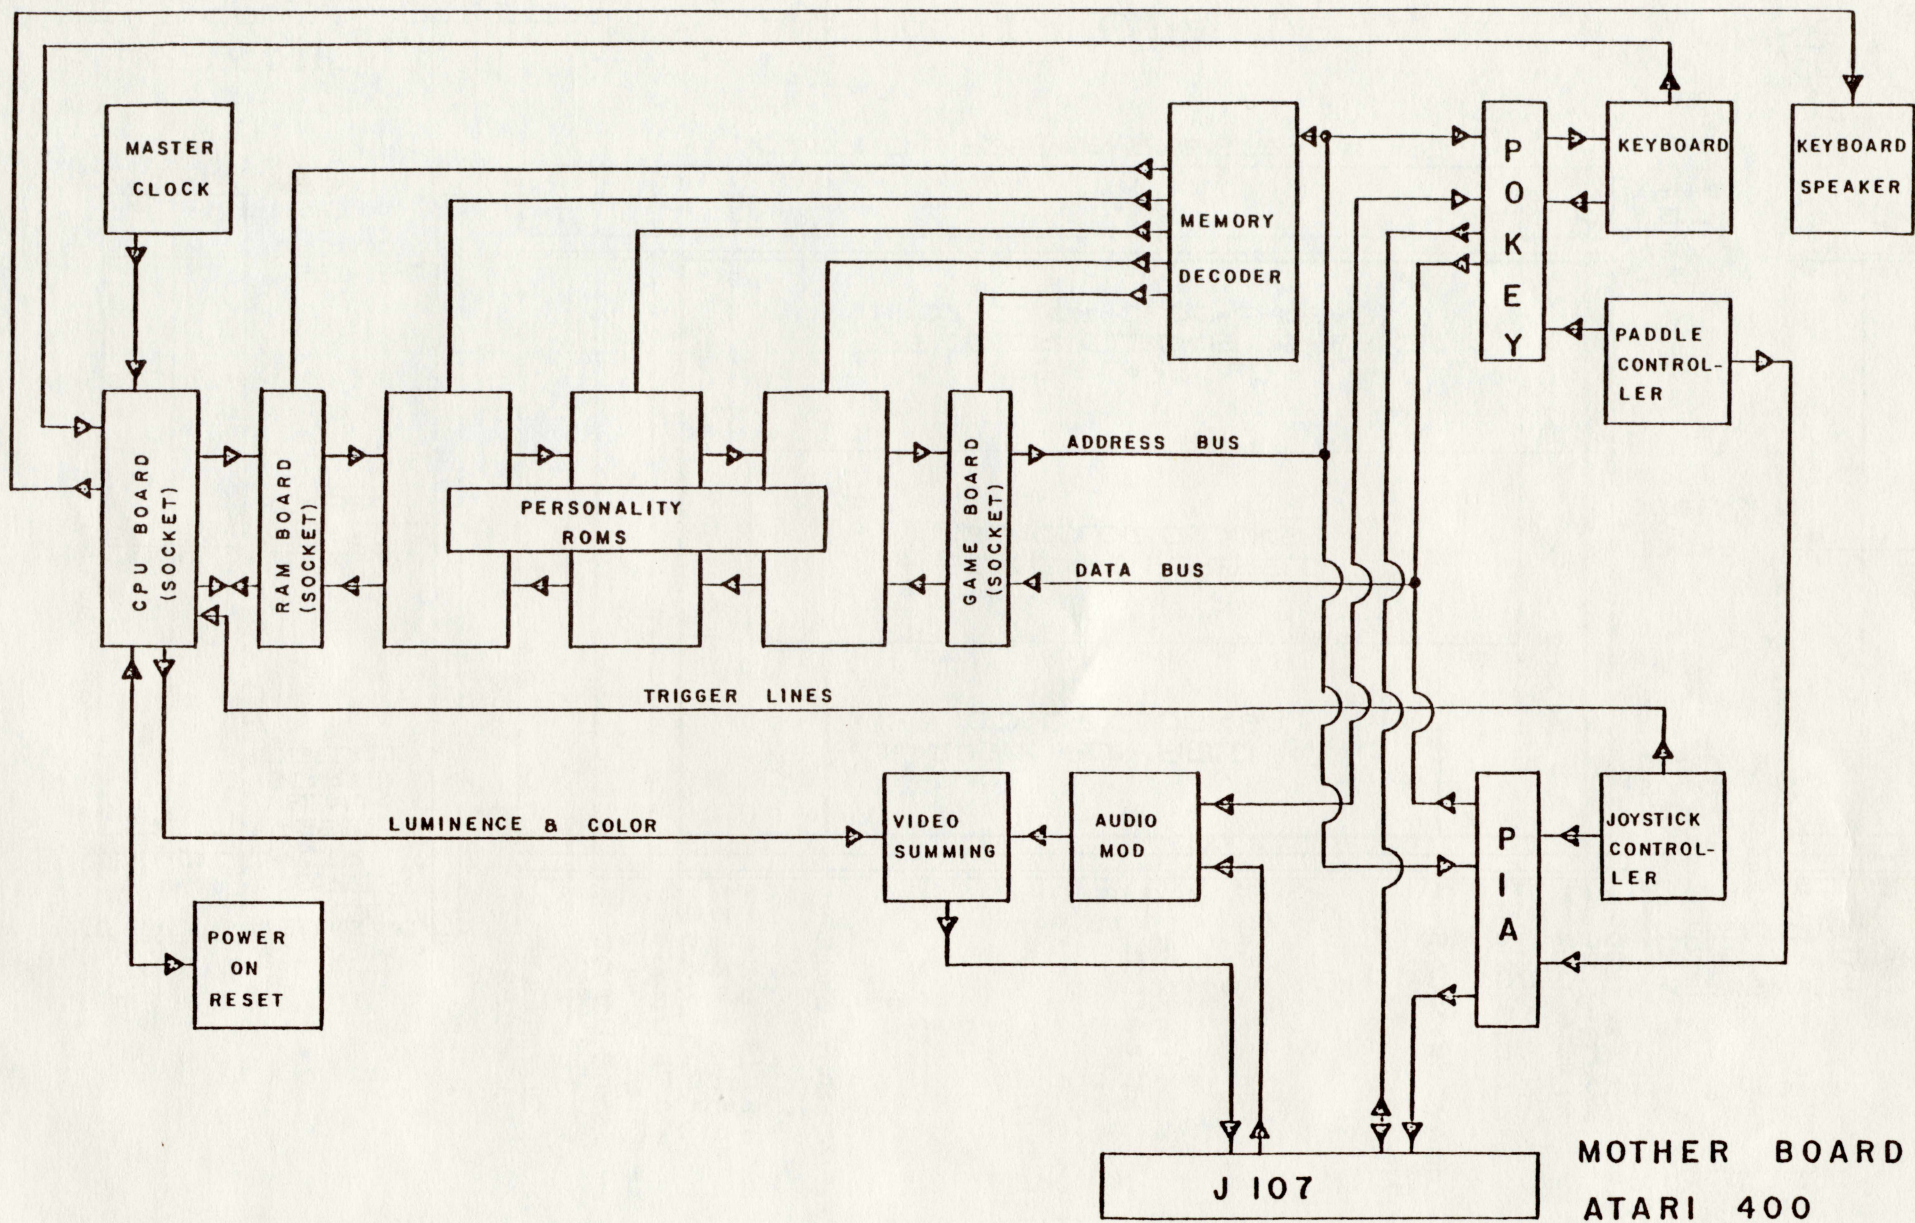 MASTER
CLOCK
MEMORY
DECODER
POKEY
KEYBOARD
KEYBOARD
SPEAKER
PADDLE
CONTROL-
LER
CPU BOARD
(SOCKET)
RAM BOARD
(SOCKET)
PERSONALITY
ROMS
GAME BOARD
(SOCKET)
ADDRESS BUS
DATA BUS
TRIGGER LINES
LUMINENCE & COLOR
VIDEO
SUMMING
AUDIO
MOD
PIA
JOYSTICK
CONTROL-
LER
POWER
ON
RESET
J 107
MOTHER BOARD
ATARI 400